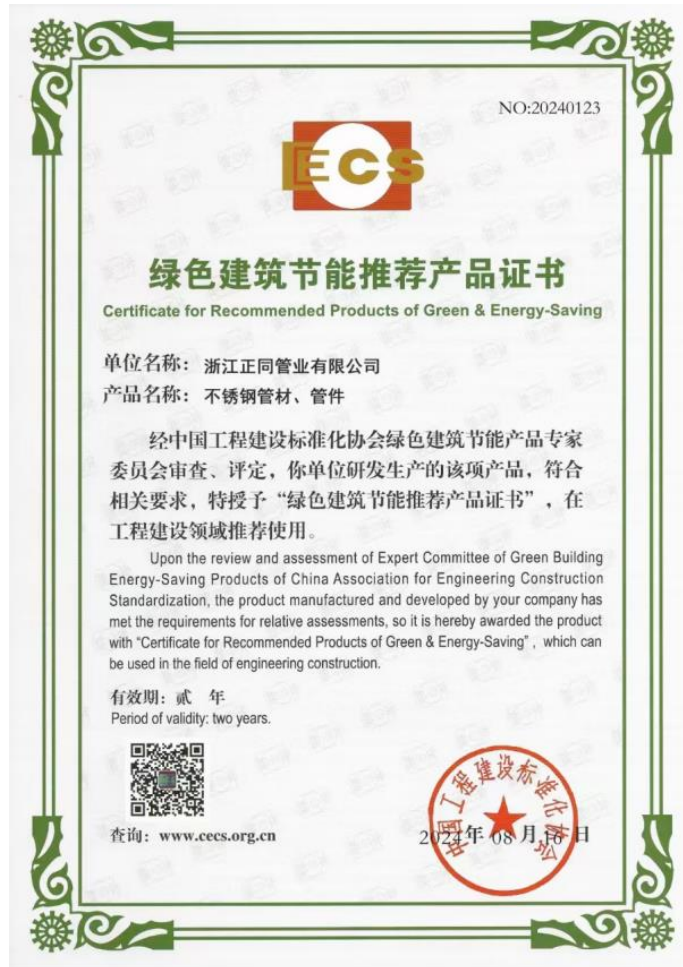 NO:20240123
ECS
绿色建筑节能推荐产品证书
Certificate for Recommended Products of Green & Energy-Saving
单位名称：浙江正同管业有限公司
产品名称：不锈钢管材、管件
经中国工程建设标准化协会绿色建筑节能产品专家
委员会审查、评定，你单位研发生产的该项产品，符合
相关要求，特授予“绿色建筑节能推荐产品证书”，在
工程建设领域推荐使用。
Upon the review and assessment of Expert Committee of Green Building
Energy-Saving Products of China Association for Engineering Construction
Standardization, the product manufactured and developed by your company has
met the requirements for relative assessments, so it is hereby awarded the product
with “Certificate for Recommended Products of Green & Energy-Saving”, which can
be used in the field of engineering construction.
有效期：贰 年
Period of validity: two years.
中国工程建设标准化协会
查询：www.cecs.org.cn
2024年 08月 16 日